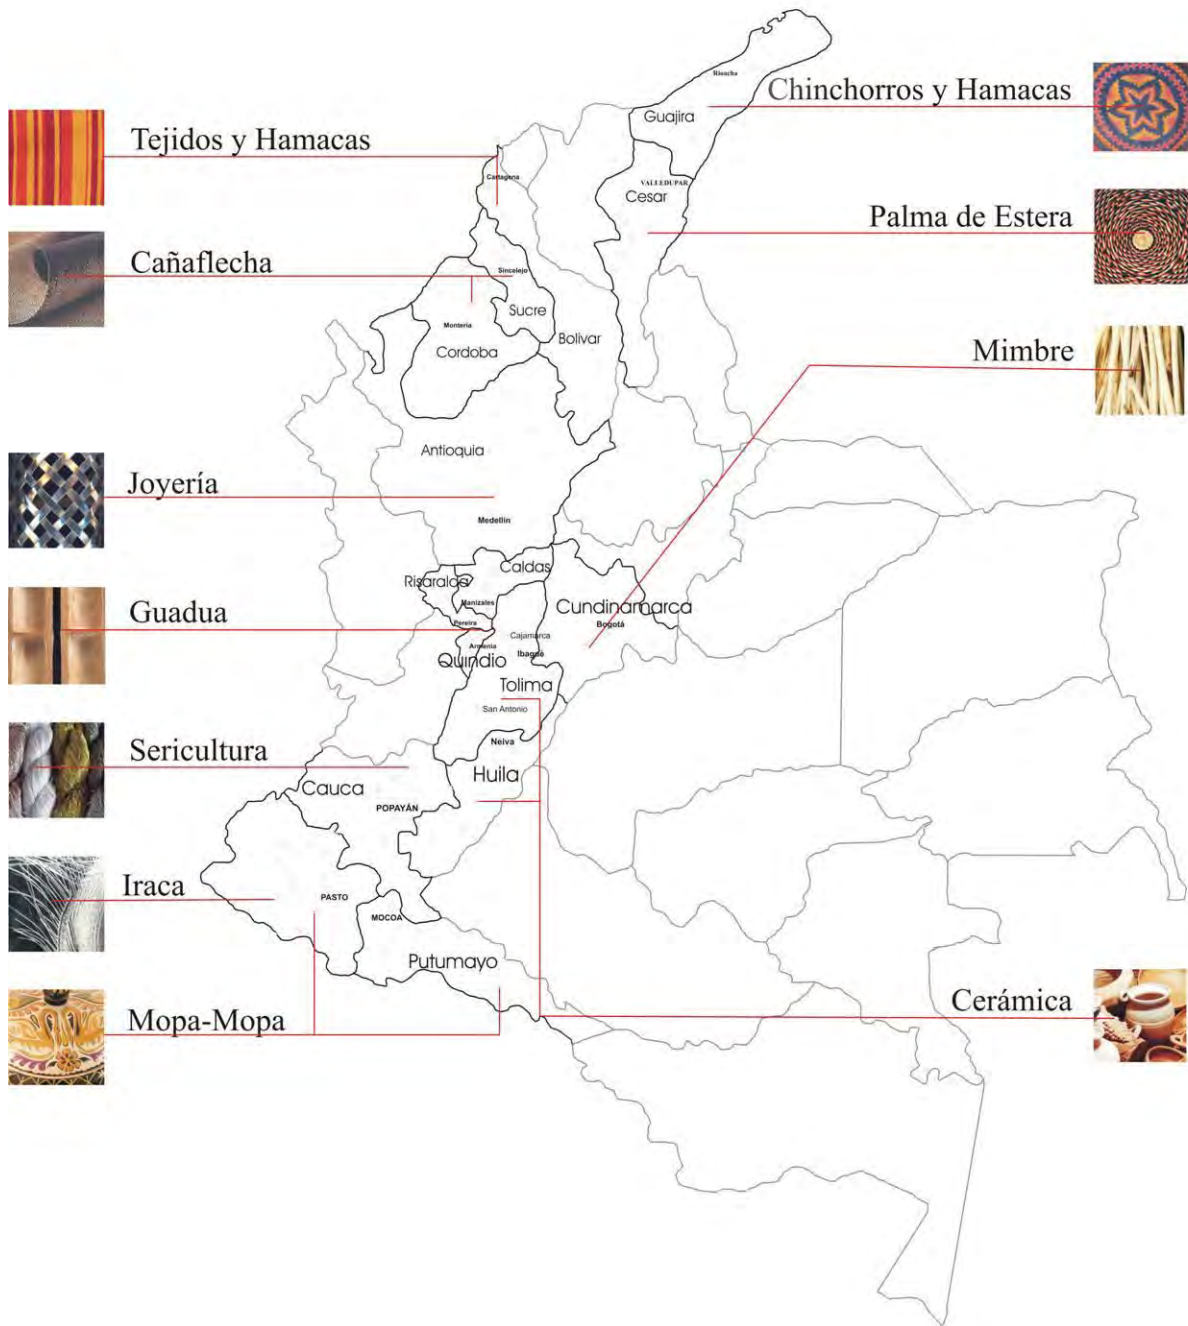 Riohacha
Chinchorros y Hamacas
Guajira
Tejidos y Hamacas
Cartagena
VALLEDUPAR
Cesar
Palma de Estera
Cañaflecha
Sincelejo
Sucre
Montería
Cordoba
Bolívar
Mimbre
Antioquia
Joyería
Medellín
Caldas
Risaralda
Manizales
Cundinamarca
Guadua
Pereira
Bogotá
Cajamarca
Armenia
Ibagué
Quindio
Tolima
San Antonio
Neiva
Sericultura
Huila
Cauca
POPAYÁN
Iraca
PASTO
MOCOA
Putumayo
Cerámica
Mopa-Mopa